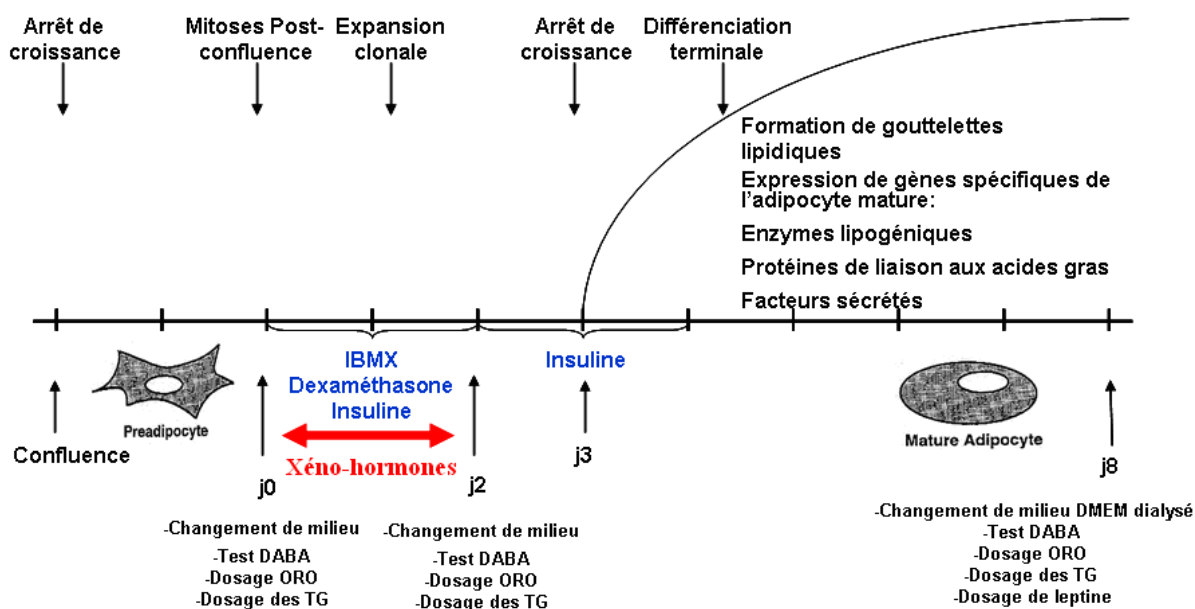 Arrêt de
croissance
Mitoses Post-
confluence
Expansion
clonale
Arrêt de
croissance
Différenciation
terminale
Formation de gouttelettes
lipidiques
Expression de gènes spécifiques de
l'adipocyte mature:
Enzymes lipogéniques
Protéines de liaison aux acides gras
Facteurs sécrétés
IBMX
Dexaméthasone
Insuline
Insuline
Preadipocyte
Mature Adipocyte
Confluence
Xéno-hormones
j0
j2
j3
j8
-Changement de milieu
-Test DABA
-Dosage ORO
-Dosage des TG
-Changement de milieu
-Test DABA
-Dosage ORO
-Dosage des TG
-Changement de milieu DMEM dialysé
-Test DABA
-Dosage ORO
-Dosage des TG
-Dosage de leptine